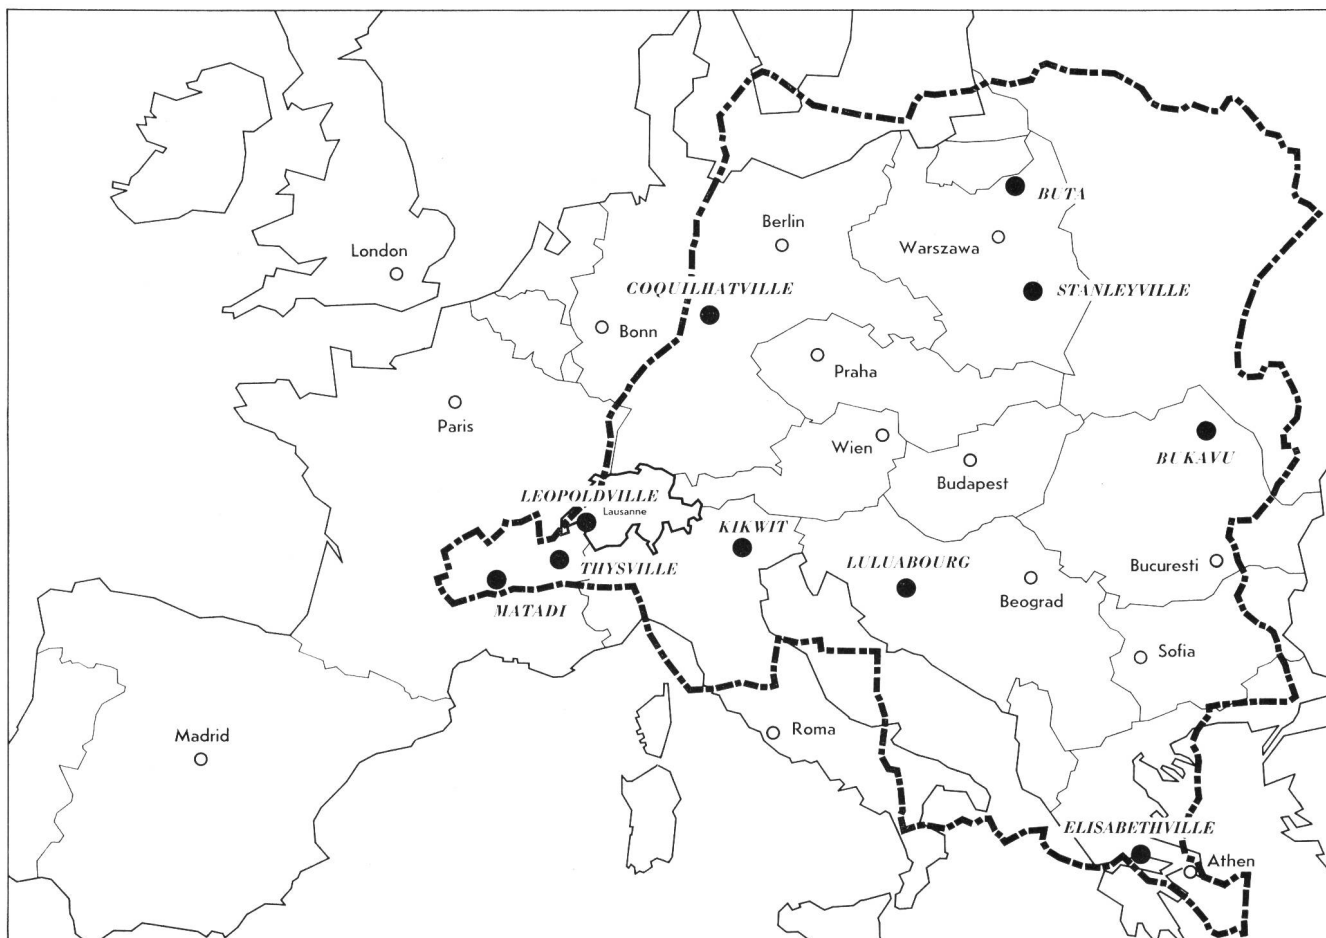 BUTA
Berlin
Warszawa
London
COQUILHATVILLE
STANLEYVILLE
Bonn
Praha
Paris
Wien
BUKAVU
Budapest
LEOPOLDVILLE
Lausanne
KIKWIT
LULUABOURG
Bucuresti
THYSVILLE
Beograd
MATADI
Sofia
Madrid
Roma
ELISABETHVILLE
Athen